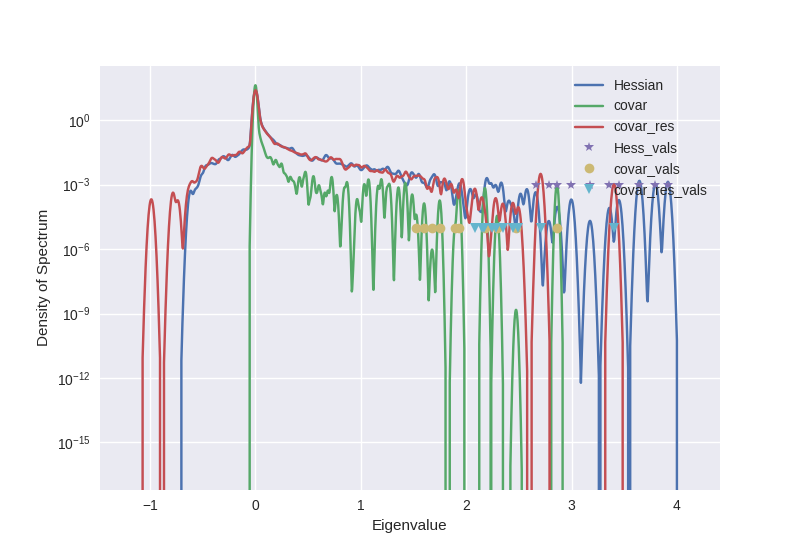 Hessian
covar
covar_res
Hess_vals
covar_vals
covar_res_vals
10^0
10^−3
10^−6
10^−9
10^−12
10^−15
Density of Spectrum
−1 0 1 2 3 4
Eigenvalue